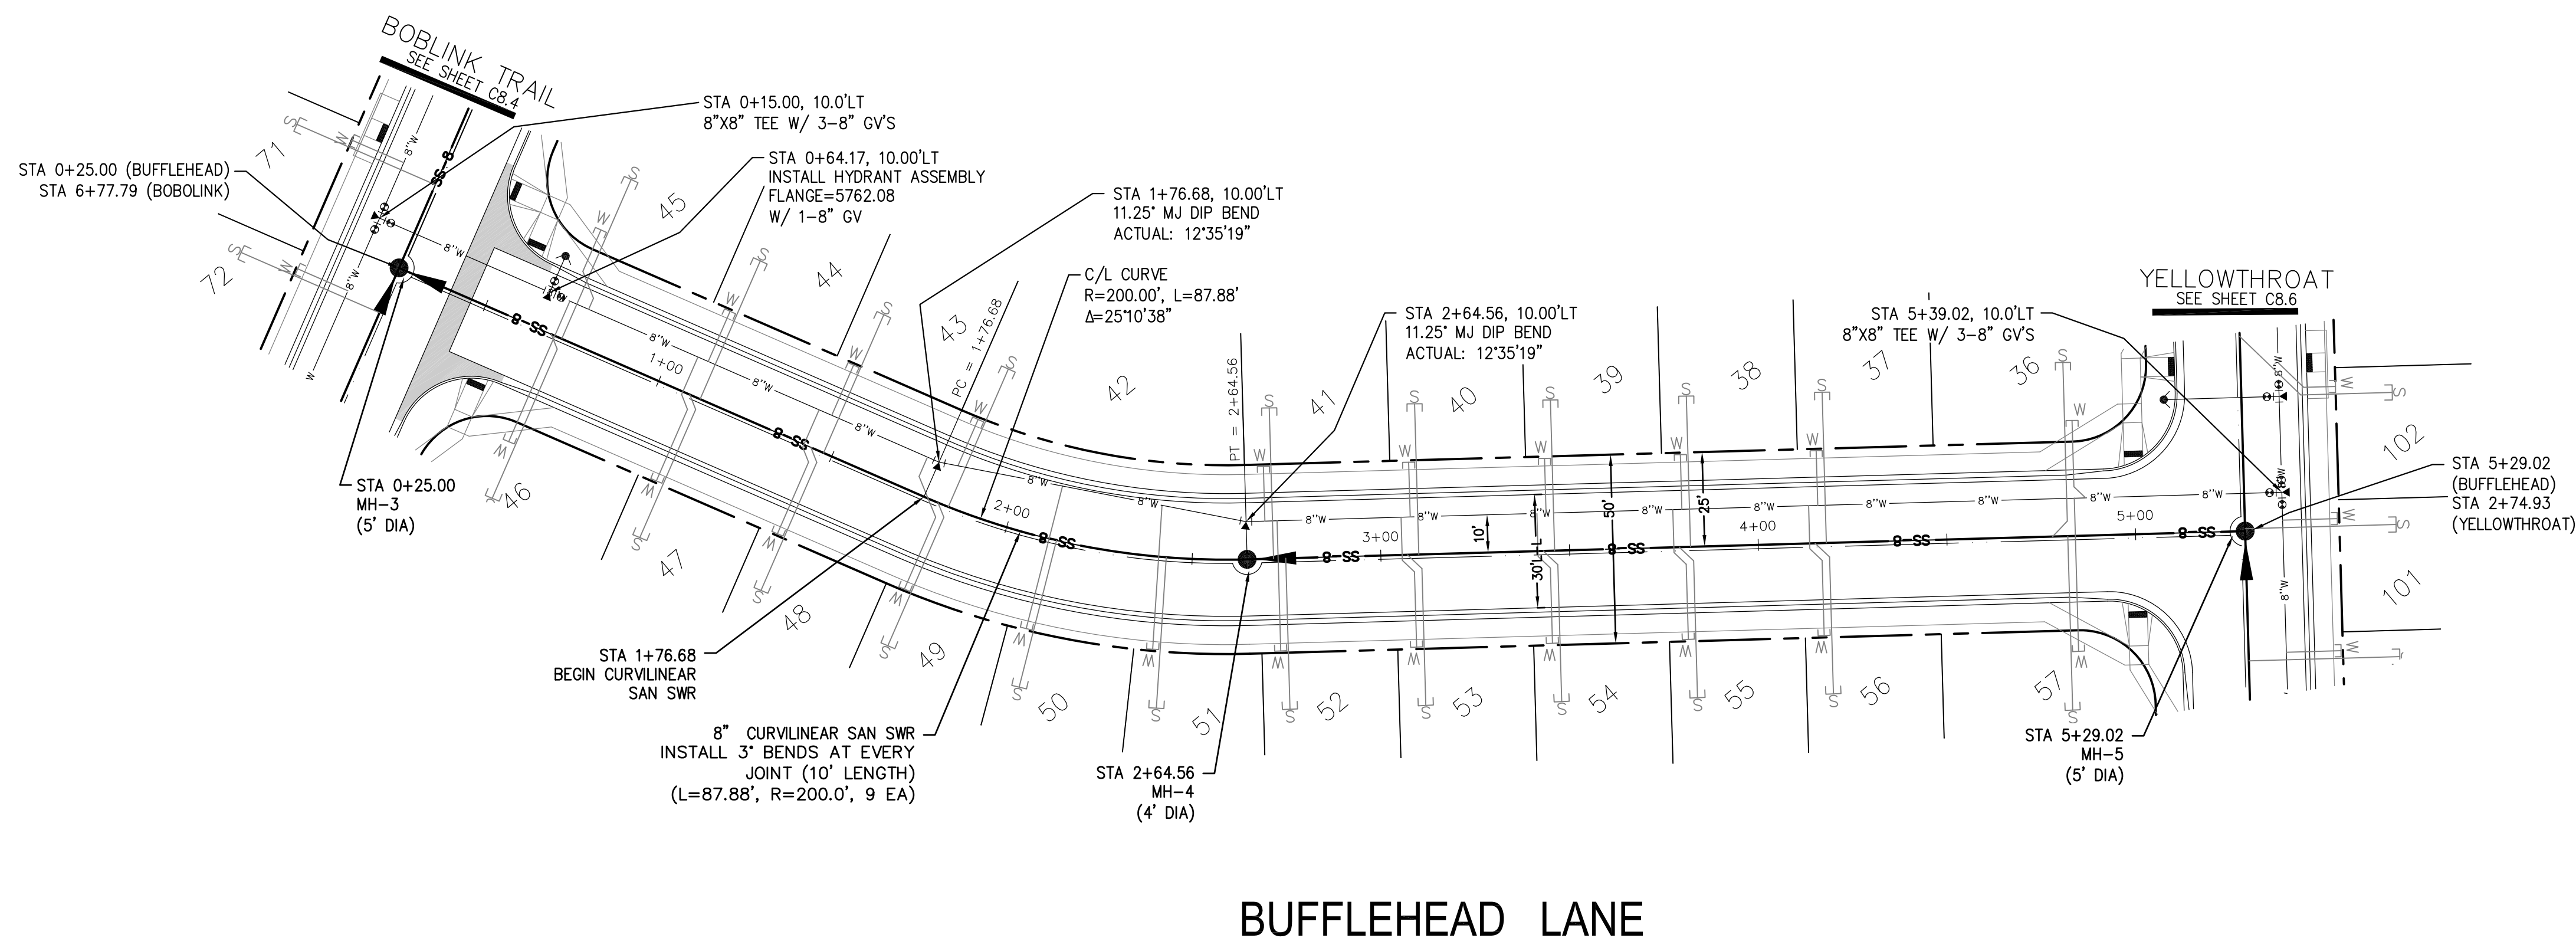 BOBLINK TRAIL
SEE SHEET C8.4
STA 0+15.00, 10.0'LT
8"X8" TEE W/ 3-8" GV'S
STA 0+64.17, 10.00'LT
INSTALL HYDRANT ASSEMBLY
FLANGE=5762.08
W/ 1-8" GV
STA 0+25.00 (BUFFLEHEAD)
STA 6+77.79 (BOBOLINK)
STA 1+76.68, 10.00'LT
11.25° MJ DIP BEND
ACTUAL: 12°35'19"
C/L CURVE
R=200.00', L=87.88'
Δ=25°10'38"
STA 2+64.56, 10.00'LT
11.25° MJ DIP BEND
ACTUAL: 12°35'19"
STA 5+39.02, 10.0'LT
8"X8" TEE W/ 3-8" GV'S
YELLOWTHROAT
SEE SHEET C8.6
71
72
45
44
43
42
41
40
39
38
37
36
102
101
PC = 1+76.68
PT = 2+64.56
1+00
2+00
3+00
4+00
5+00
8"W
SS-8
S
W
10'
30' L-L
50'
25'
46
47
48
49
50
51
52
53
54
55
56
57
STA 0+25.00
MH-3
(5' DIA)
STA 1+76.68
BEGIN CURVILINEAR
SAN SWR
8" CURVILINEAR SAN SWR
INSTALL 3° BENDS AT EVERY
JOINT (10' LENGTH)
(L=87.88', R=200.0', 9 EA)
STA 2+64.56
MH-4
(4' DIA)
STA 5+29.02
MH-5
(5' DIA)
STA 5+29.02
(BUFFLEHEAD)
STA 2+74.93
(YELLOWTHROAT)
BUFFLEHEAD LANE